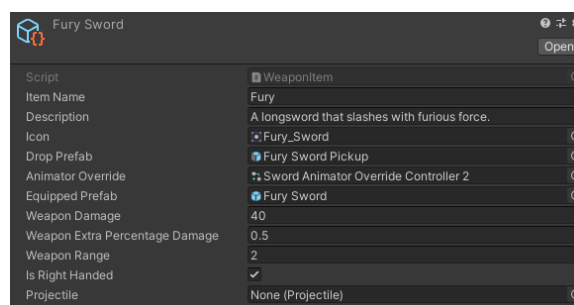 Fury Sword
Open
Script WeaponItem
Item Name Fury
Description A longsword that slashes with furious force.
Icon Fury_Sword
Drop Prefab Fury Sword Pickup
Animator Override Sword Animator Override Controller 2
Equipped Prefab Fury Sword
Weapon Damage 40
Weapon Extra Percentage Damage 0.5
Weapon Range 2
Is Right Handed
Projectile None (Projectile)